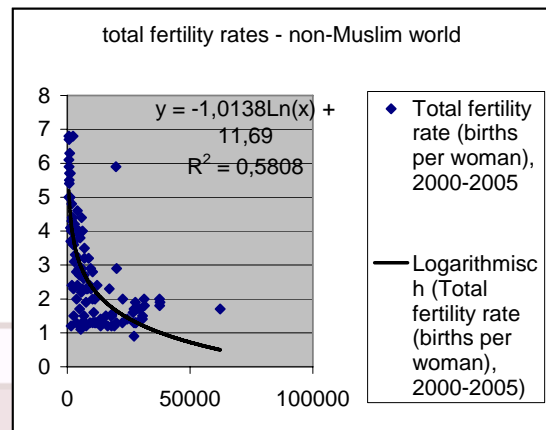 total fertility rates - non-Muslim world
8
7
6
5
4
3
2
1
0
0
50000
100000
y = -1,0138Ln(x) +
11,69
R² = 0,5808
Total fertility
rate (births
per woman),
2000-2005
Logarithmisc
h (Total
fertility rate
(births per
woman),
2000-2005)